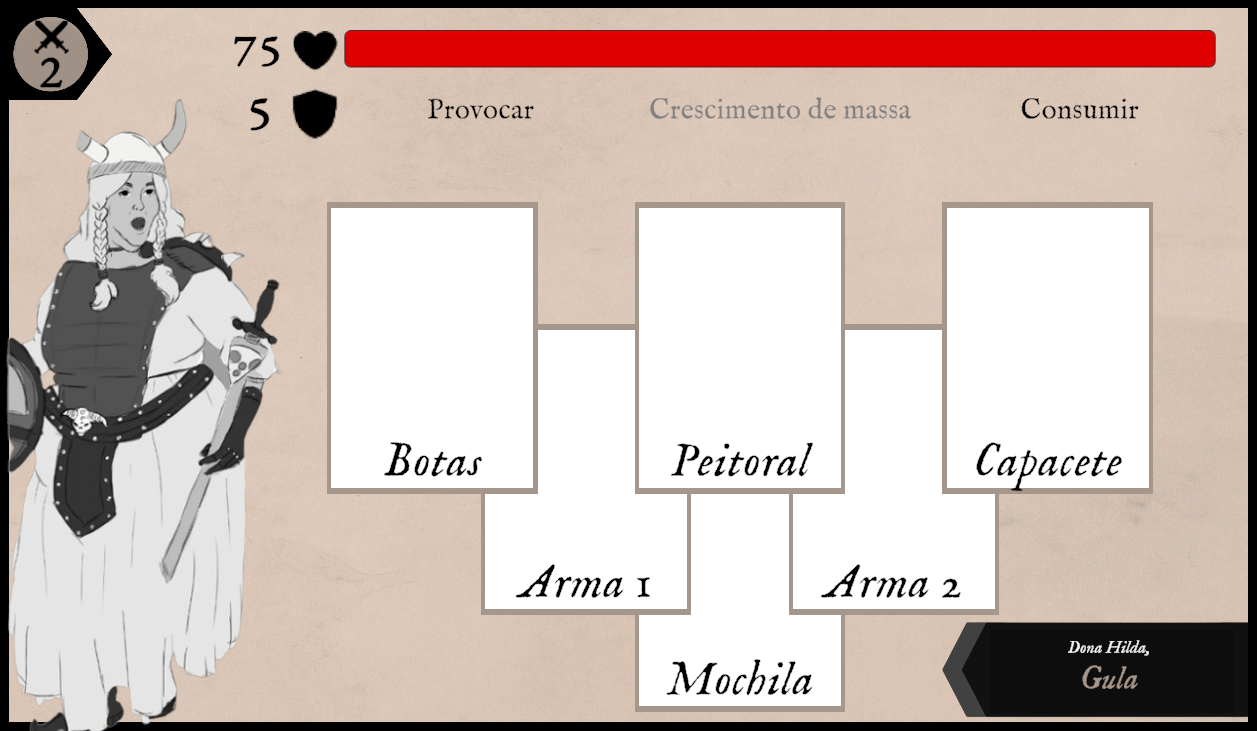 2
75
5
Provocar Crescimento de massa Consumir
Botas Peitoral Capacete
Arma 1 Arma 2
Mochila
Dona Hilda,
Gula